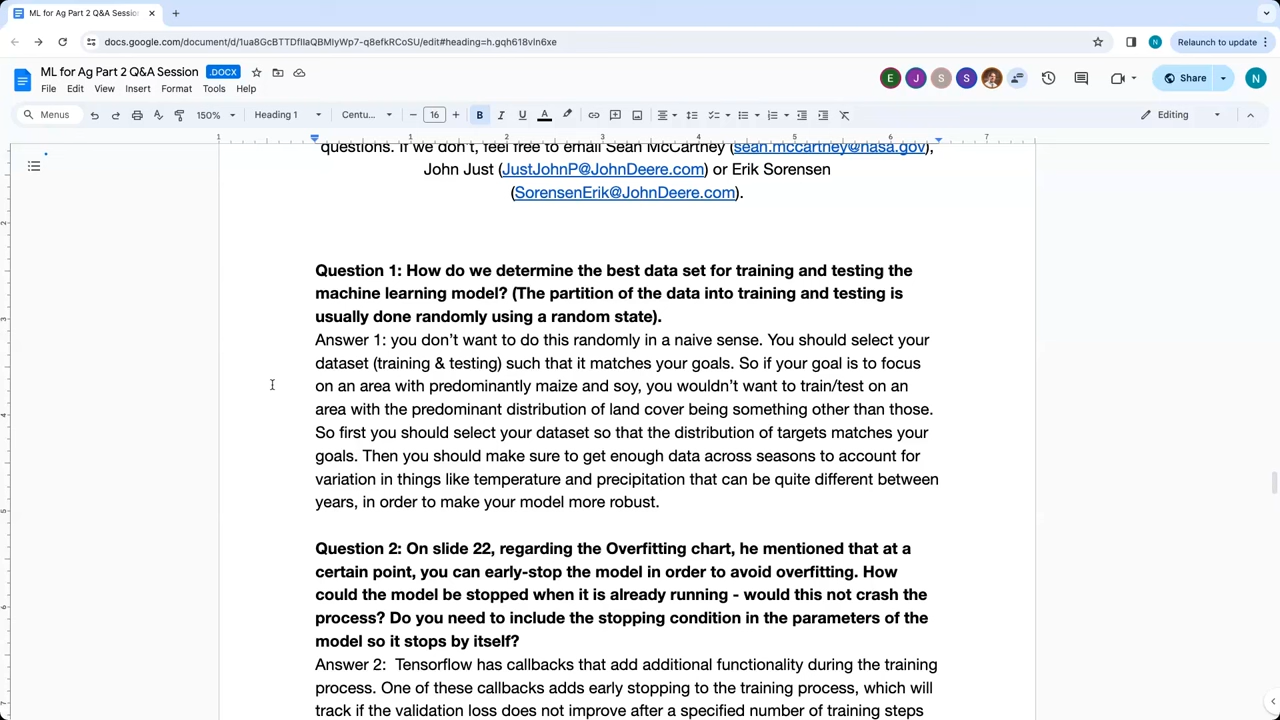 ML for Ag Part 2 Q&A Session
docs.google.com/document/d/1ua8GcBTTDfIlaQBMlyWp7-q8efkRCoSU/edit#heading=h.gqh618vln6xe
N
Relaunch to update
ML for Ag Part 2 Q&A Session
.DOCX
E
J
S
S
Share
N
File Edit View Insert Format Tools Help
Menus
150%
Heading 1
Centu...
16
B
I
U
A
Editing
1
1
2
3
4
5
6
7
questions. If we don't, feel free to email Sean McCartney (sean.mccartney@nasa.gov),
John Just (JustJohnP@JohnDeere.com) or Erik Sorensen
(SorensenErik@JohnDeere.com).
Question 1: How do we determine the best data set for training and testing the
machine learning model? (The partition of the data into training and testing is
usually done randomly using a random state).
Answer 1: you don’t want to do this randomly in a naive sense. You should select your
dataset (training & testing) such that it matches your goals. So if your goal is to focus
on an area with predominantly maize and soy, you wouldn’t want to train/test on an
area with the predominant distribution of land cover being something other than those.
So first you should select your dataset so that the distribution of targets matches your
goals. Then you should make sure to get enough data across seasons to account for
variation in things like temperature and precipitation that can be quite different between
years, in order to make your model more robust.
Question 2: On slide 22, regarding the Overfitting chart, he mentioned that at a
certain point, you can early-stop the model in order to avoid overfitting. How
could the model be stopped when it is already running - would this not crash the
process? Do you need to include the stopping condition in the parameters of the
model so it stops by itself?
Answer 2:  Tensorflow has callbacks that add additional functionality during the training
process. One of these callbacks adds early stopping to the training process, which will
track if the validation loss does not improve after a specified number of training steps
2
3
4
5
6
7